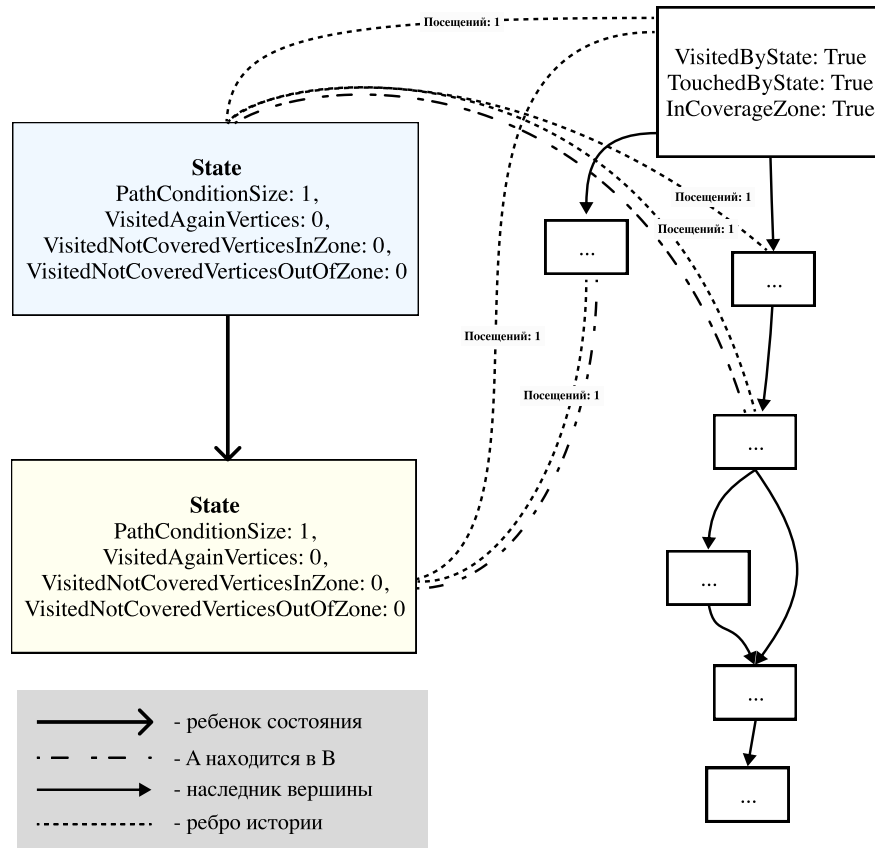 Посещений: 1
VisitedByState: True
TouchedByState: True
InCoverageZone: True
State
PathConditionSize: 1,
VisitedAgainVertices: 0,
VisitedNotCoveredVerticesInZone: 0,
VisitedNotCoveredVerticesOutOfZone: 0
Посещений: 1
Посещений: 1
...
...
Посещений: 1
Посещений: 1
...
State
PathConditionSize: 1,
VisitedAgainVertices: 0,
VisitedNotCoveredVerticesInZone: 0,
VisitedNotCoveredVerticesOutOfZone: 0
...
...
...
- ребенок состояния
- А находится в В
- наследник вершины
- ребро истории